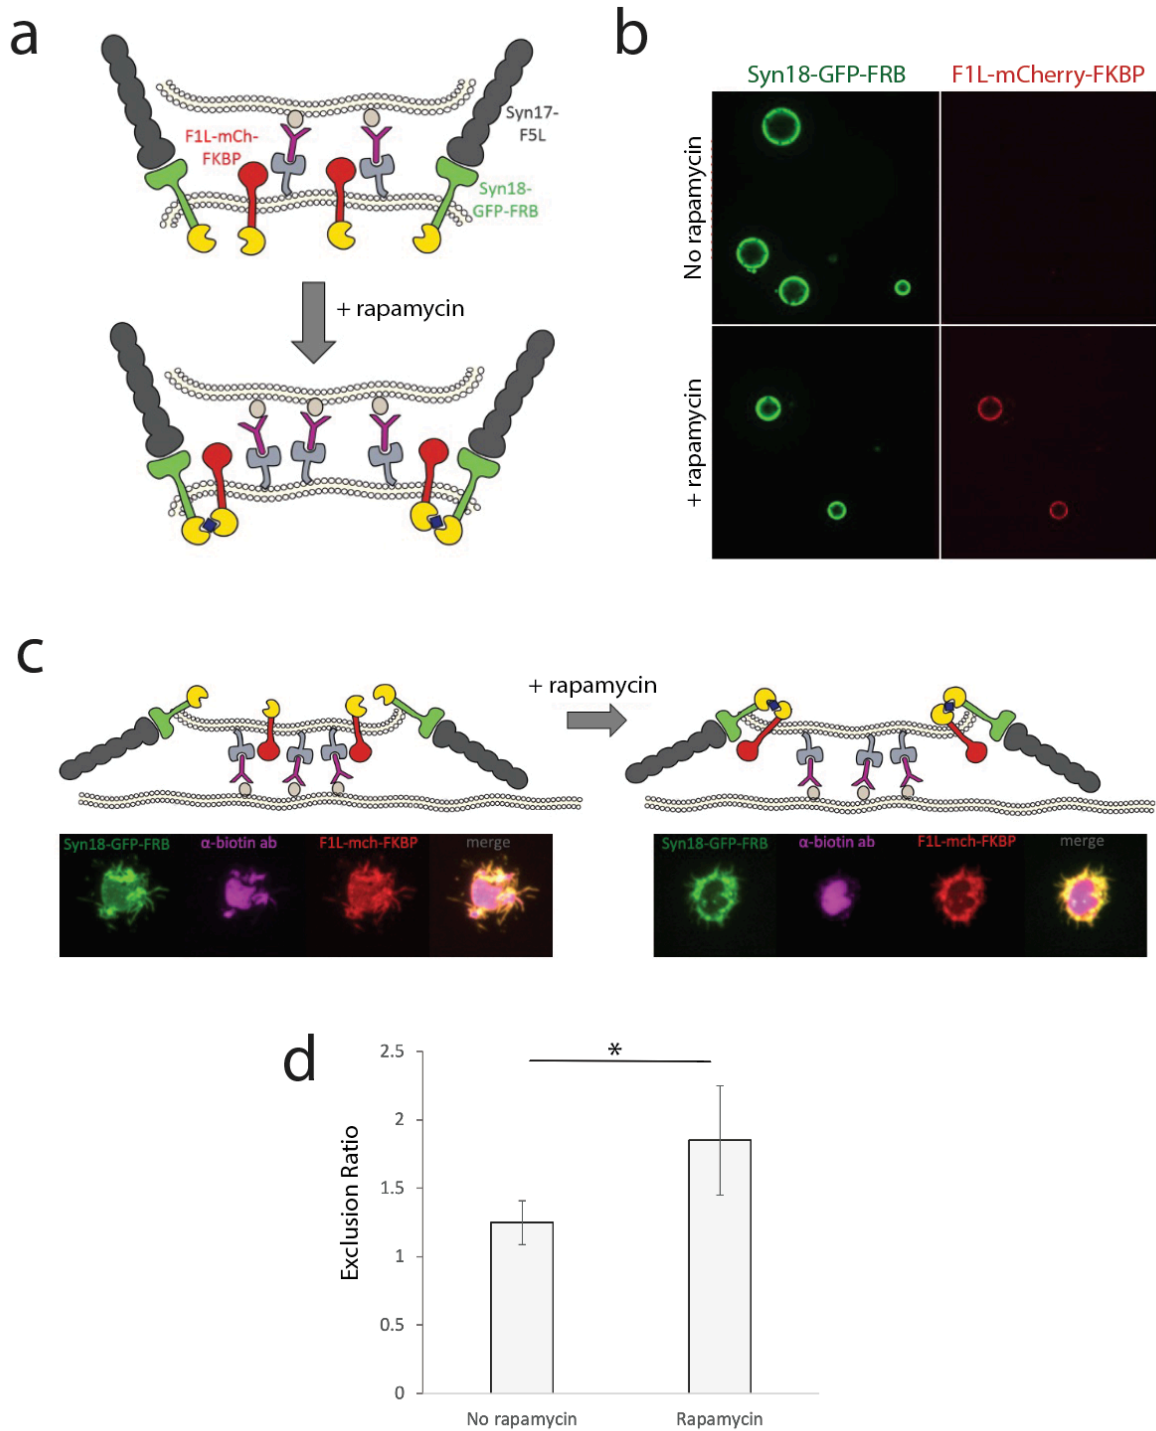 a
F1L-mCh-
FKBP
Syn17-
F5L
Syn18-
GFP-FRB
+ rapamycin
b
Syn18-GFP-FRB
F1L-mCherry-FKBP
No rapamycin
+ rapamycin
c
+ rapamycin
Syn18-GFP-FRB
α-biotin ab
F1L-mch-FKBP
merge
Syn18-GFP-FRB
α-biotin ab
F1L-mch-FKBP
merge
d
Exclusion Ratio
2.5
2
1.5
1
0.5
0
*
No rapamycin
Rapamycin